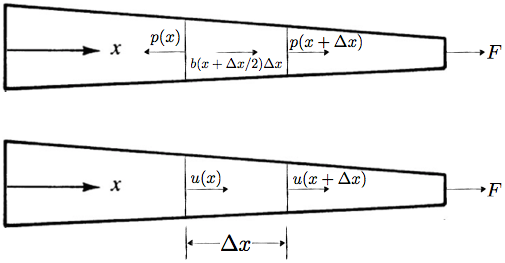 x
p(x)
b(x + Δx/2)Δx
p(x + Δx)
F
x
u(x)
u(x + Δx)
F
Δx